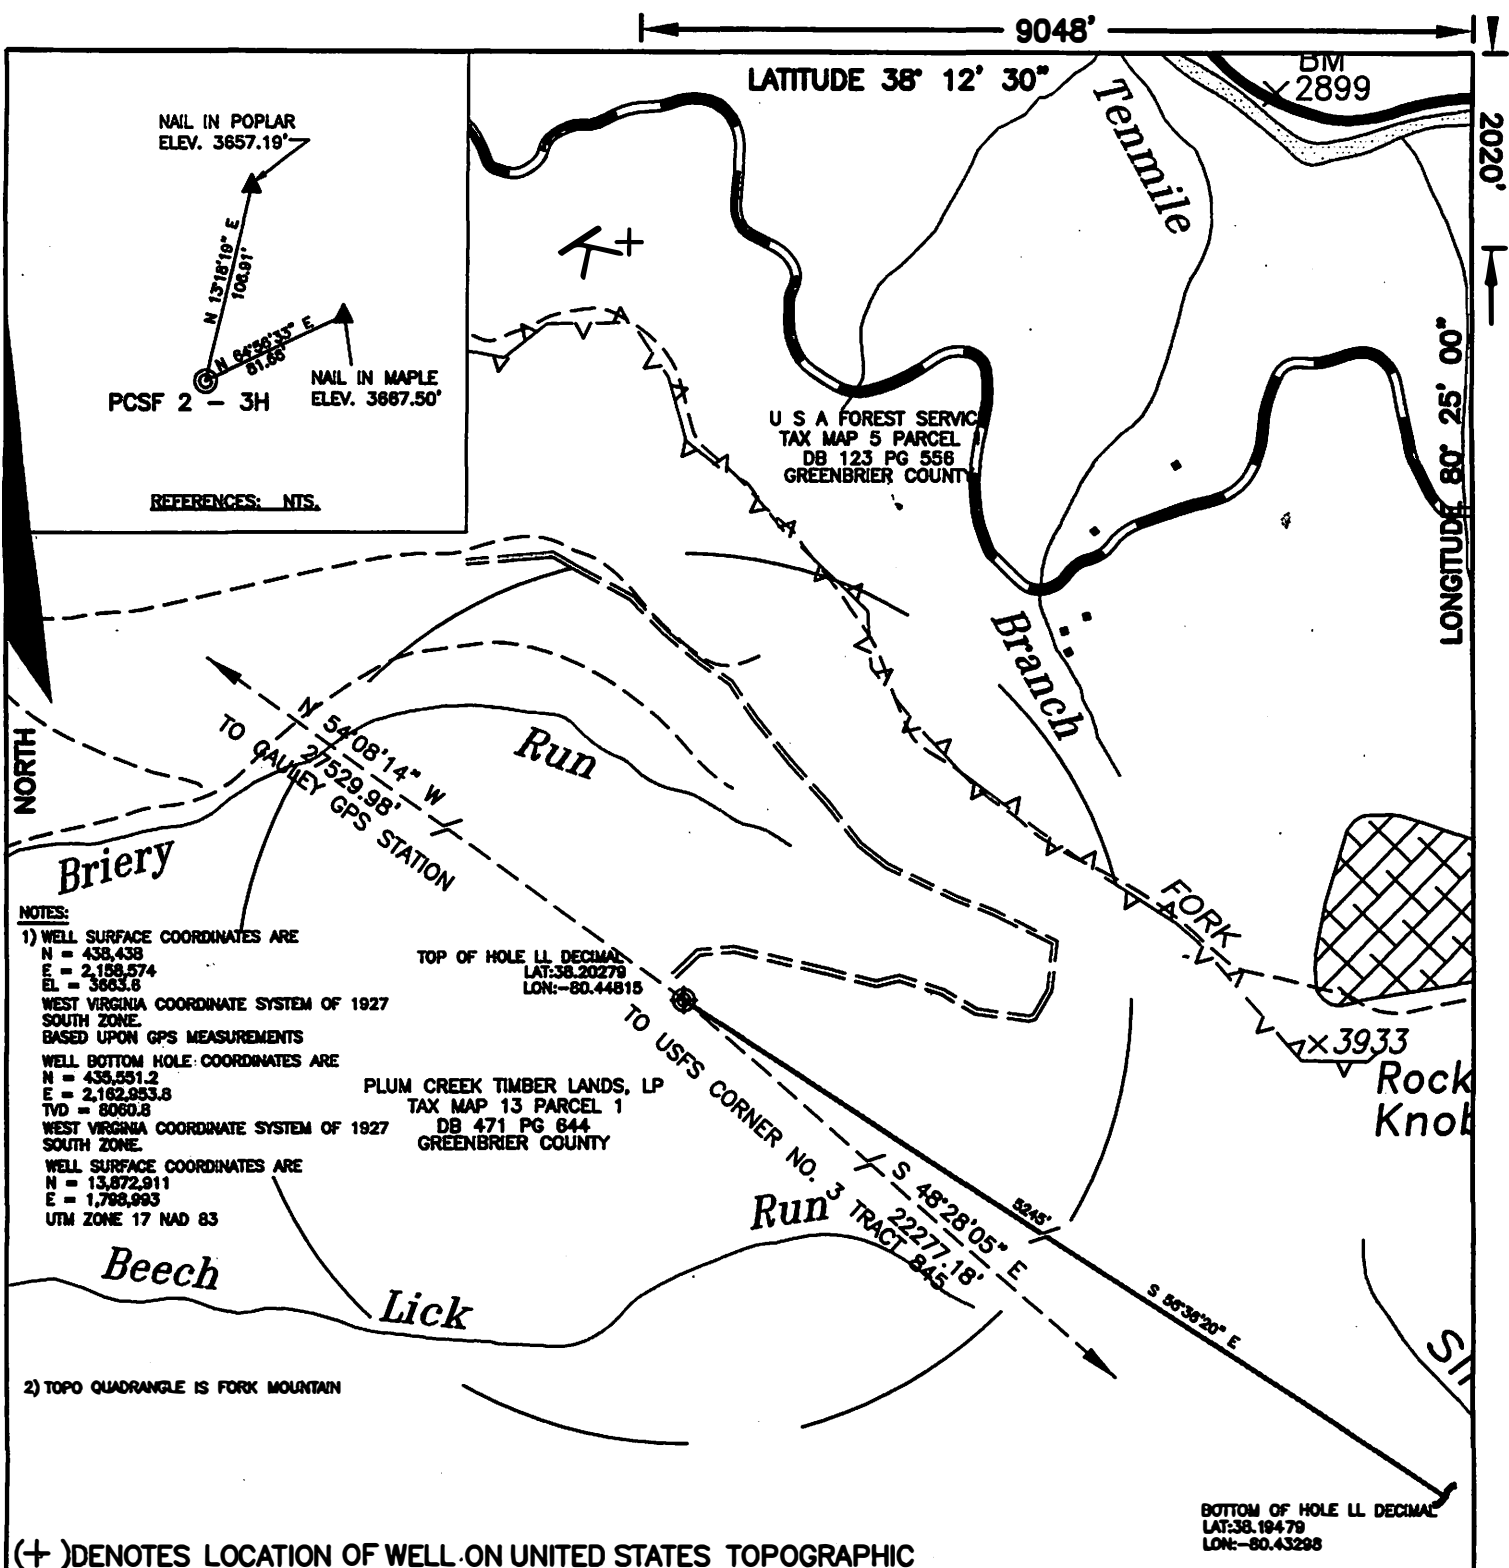 9048'
LATITUDE 38° 12' 30"
BM
2899
2020'
Tenmile
NAIL IN POPLAR
ELEV. 3657.19'
N 13°18'19" E
106.91'
N 64°56'33" E
81.68'
NAIL IN MAPLE
ELEV. 3667.50'
PCSF 2 - 3H
REFERENCES: NTS.
LONGITUDE 80° 25' 00"
U S A FOREST SERVIC
TAX MAP 5 PARCEL
DB 123 PG 556
GREENBRIER COUNTY
Branch
NORTH
N 54°08'14" W
27529.98'
TO GAULEY GPS STATION
Run
Briery
FORK
NOTES:
1) WELL SURFACE COORDINATES ARE
N = 438,438
E = 2,158,574
EL = 3663.6
WEST VIRGINIA COORDINATE SYSTEM OF 1927
SOUTH ZONE.
BASED UPON GPS MEASUREMENTS
WELL BOTTOM HOLE COORDINATES ARE
N = 435,551.2
E = 2,162,953.8
TVD = 8060.8
WEST VIRGINIA COORDINATE SYSTEM OF 1927
SOUTH ZONE.
WELL SURFACE COORDINATES ARE
N = 13,872,911
E = 1,798,993
UTM ZONE 17 NAD 83
TOP OF HOLE LL DECIMAL
LAT:38.20279
LON:-80.44815
PLUM CREEK TIMBER LANDS, LP
TAX MAP 13 PARCEL 1
DB 471 PG 644
GREENBRIER COUNTY
TO USFS CORNER NO. 3 TRACT 845
S 48°28'05" E
22277.18'
5245'
S 56°36'20" E
3933
Rock
Knob
Run
Beech
Lick
2) TOPO QUADRANGLE IS FORK MOUNTAIN
BOTTOM OF HOLE LL DECIMAL
LAT:38.19479
LON:-80.43298
(+ )DENOTES LOCATION OF WELL ON UNITED STATES TOPOGRAPHIC